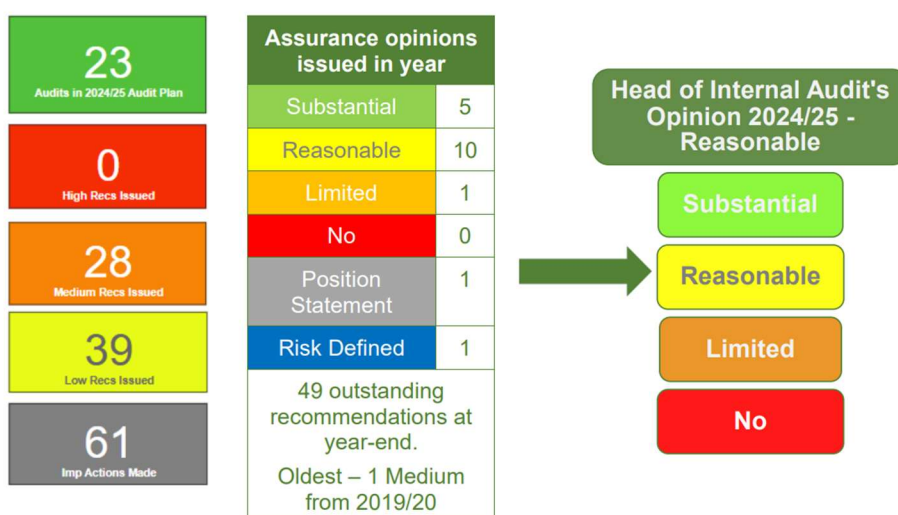 23
Audits in 2024/25 Audit Plan
0
High Recs Issued
28
Medium Recs Issued
39
Low Recs Issued
61
Imp Actions Made
Assurance opinions
issued in year
Substantial 5
Reasonable 10
Limited 1
No 0
Position 1
Statement
Risk Defined 1
49 outstanding
recommendations at
year-end.
Oldest – 1 Medium
from 2019/20
Head of Internal Audit's
Opinion 2024/25 -
Reasonable
Substantial
Reasonable
Limited
No